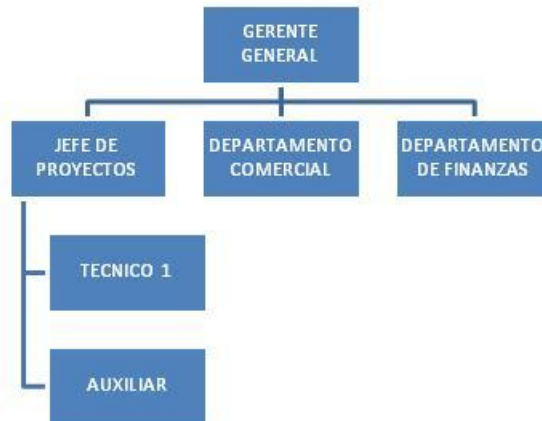 GERENTE
GENERAL
JEFE DE
PROYECTOS
DEPARTAMENTO
COMERCIAL
DEPARTAMENTO
DE FINANZAS
TECNICO 1
AUXILIAR